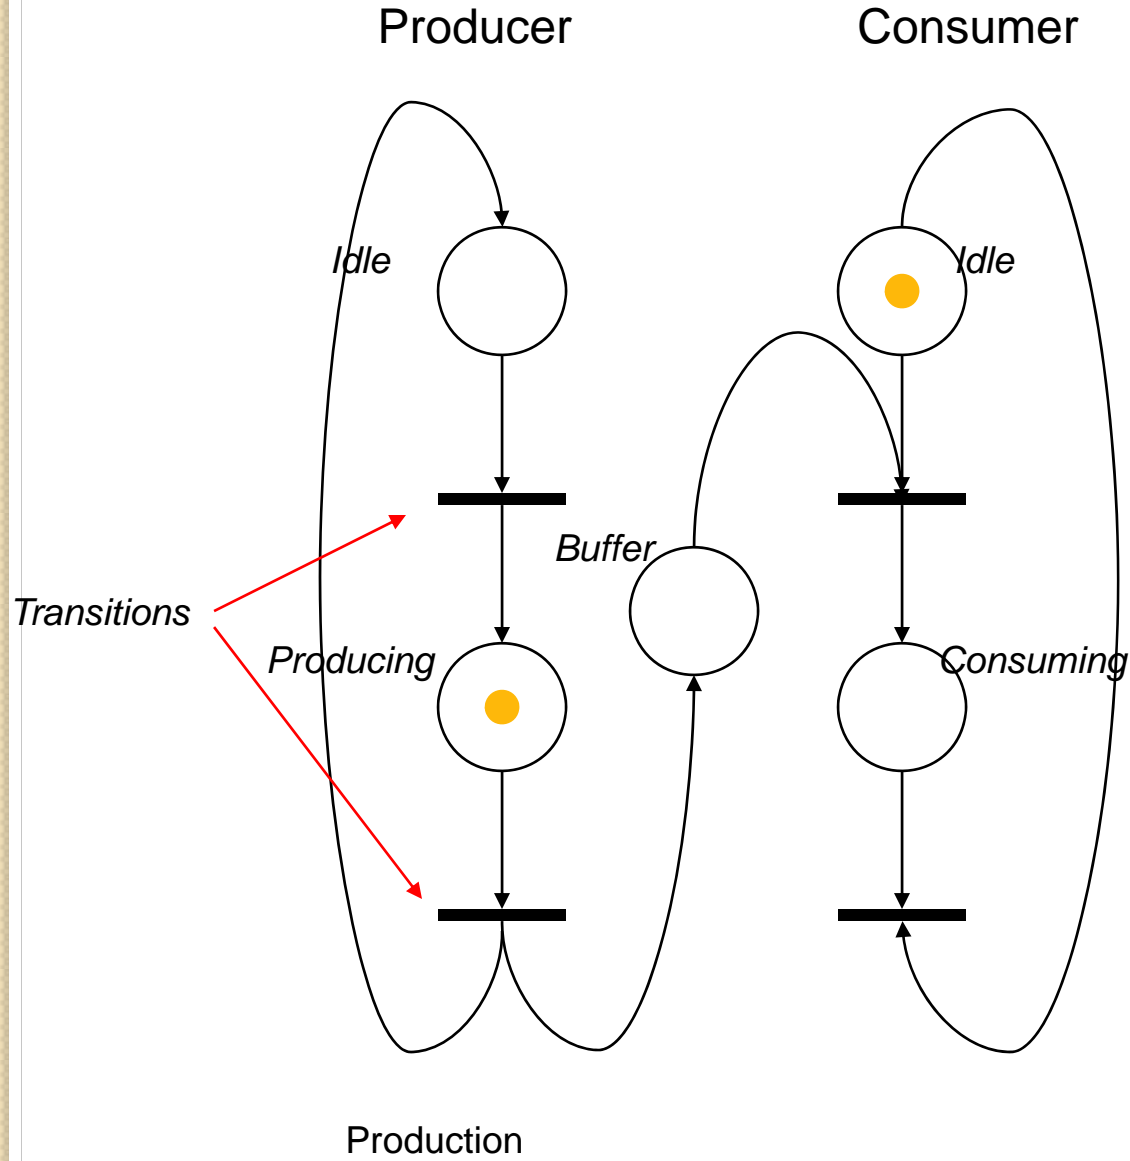 Producer
Consumer
Idle
Idle
Buffer
Transitions
Producing
Consuming
Production